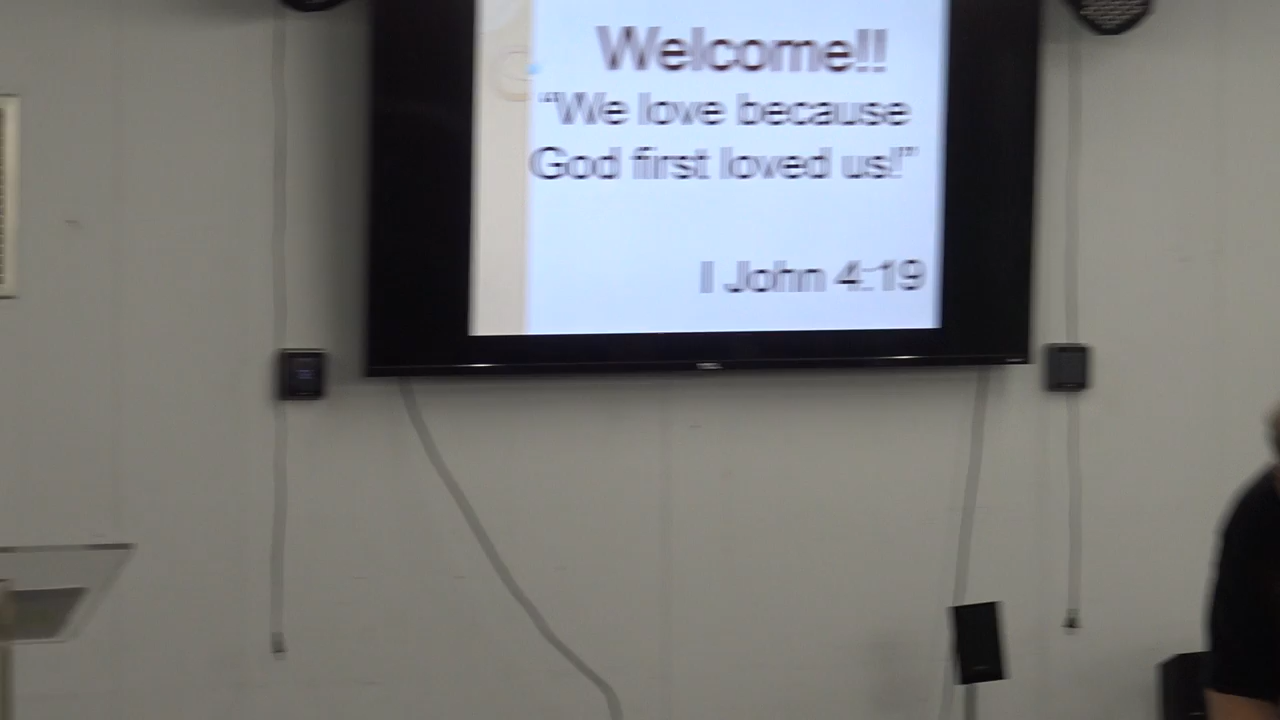 Welcome!!
“We love because
God first loved us!”
I John 4:19